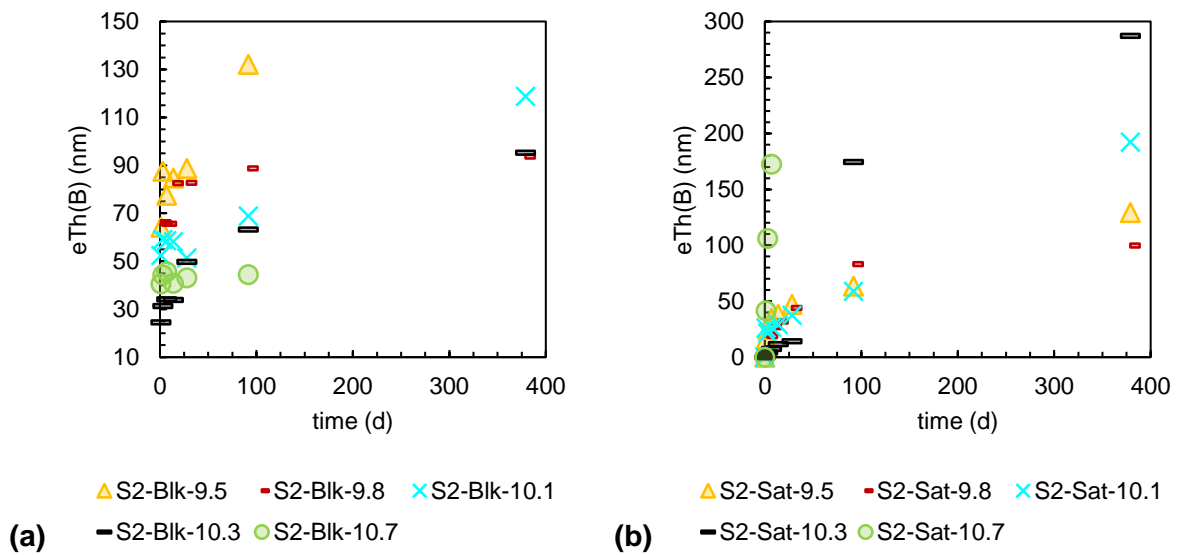 150
130
110
90
70
50
30
10
eTh(B) (nm)
0 100 200 300 400
time (d)
S2-Blk-9.5 S2-Blk-9.8 S2-Blk-10.1
S2-Blk-10.3 S2-Blk-10.7
(a)
300
250
200
150
100
50
0
eTh(B) (nm)
0 100 200 300 400
time (d)
S2-Sat-9.5 S2-Sat-9.8 S2-Sat-10.1
S2-Sat-10.3 S2-Sat-10.7
(b)